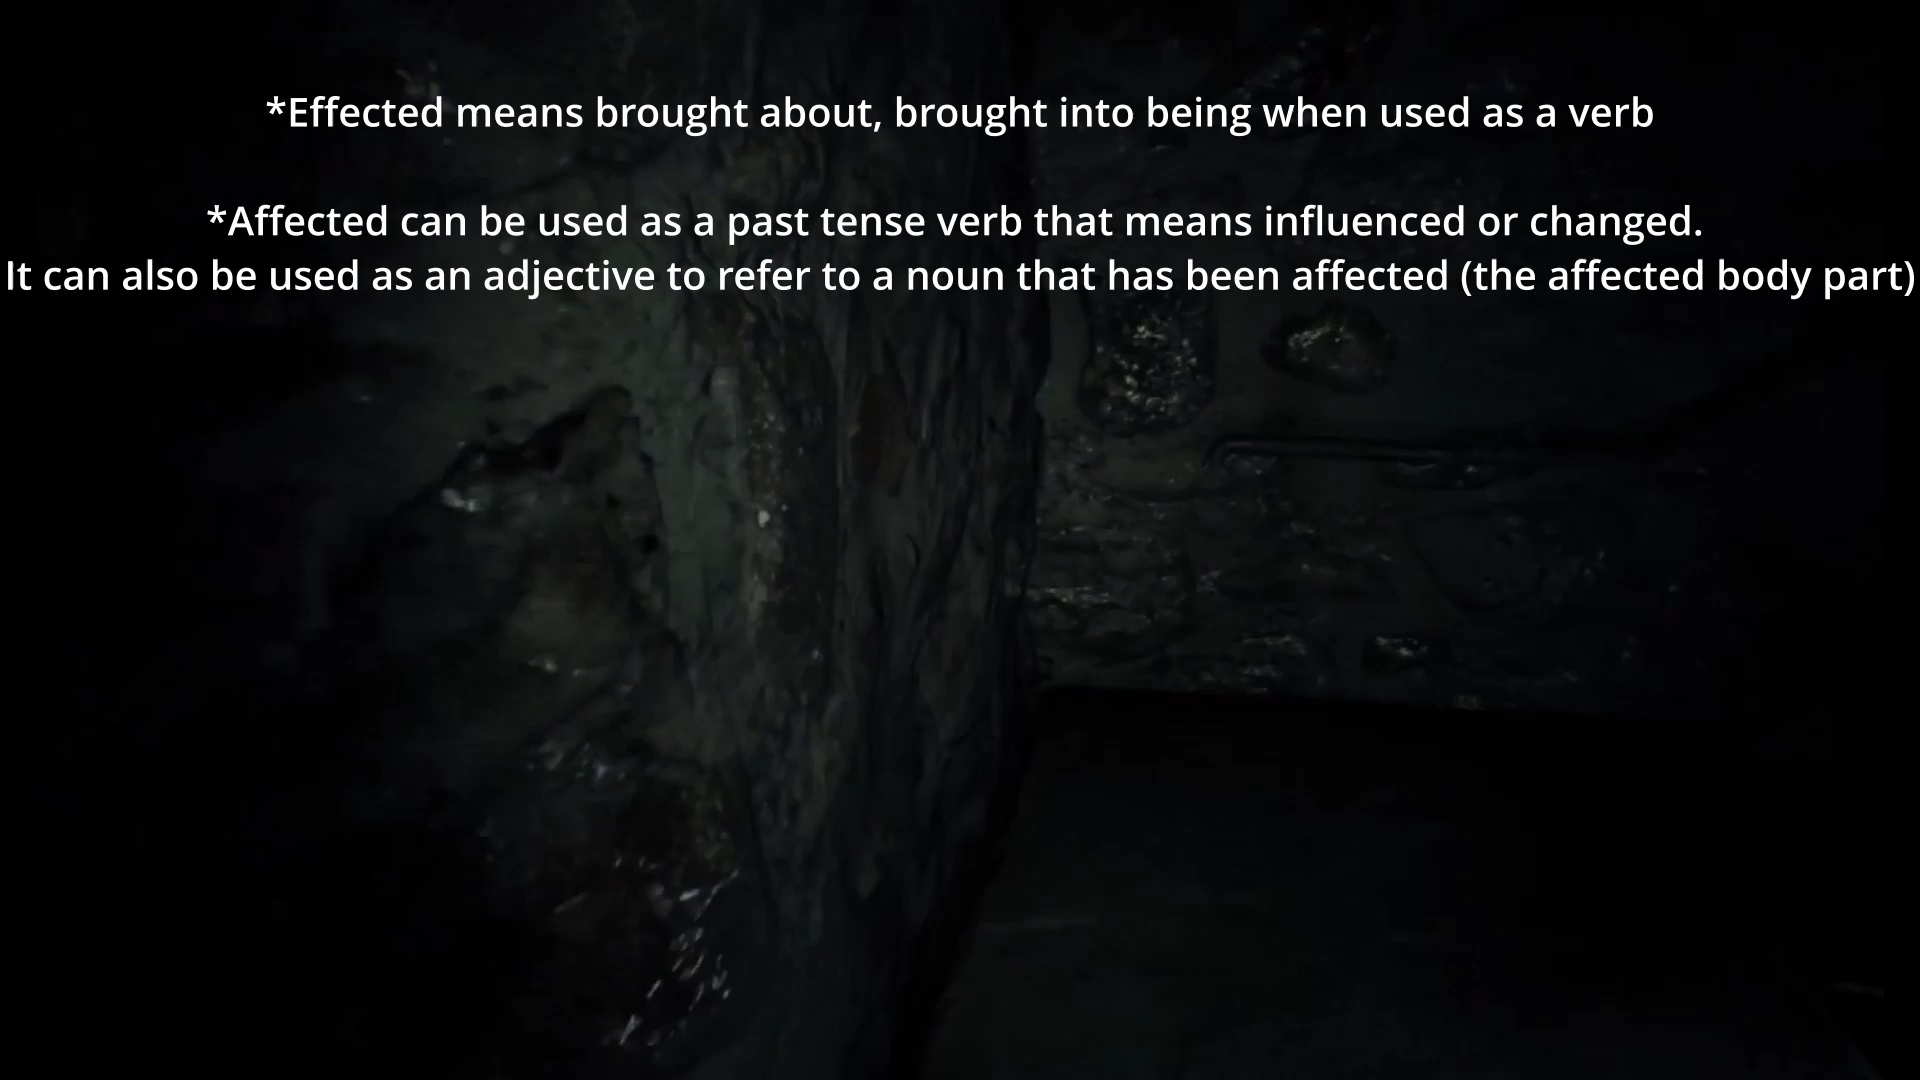 *Effected means brought about, brought into being when used as a verb
*Affected can be used as a past tense verb that means influenced or changed.
It can also be used as an adjective to refer to a noun that has been affected (the affected body part)